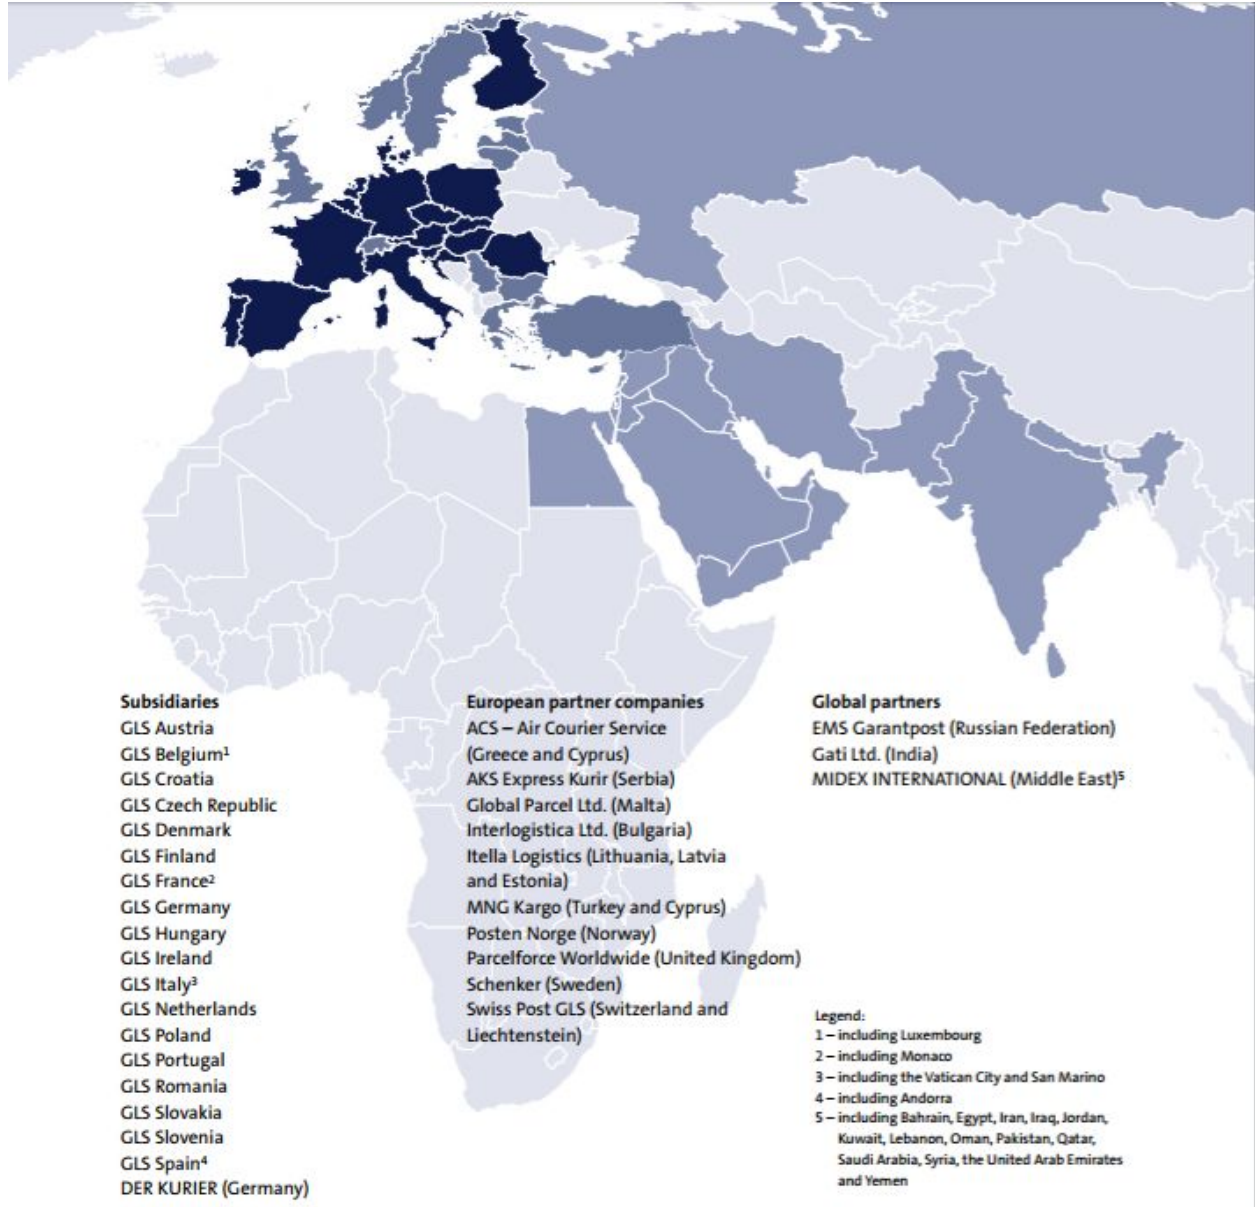 Subsidiaries
GLS Austria
GLS Belgium¹
GLS Croatia
GLS Czech Republic
GLS Denmark
GLS Finland
GLS France²
GLS Germany
GLS Hungary
GLS Ireland
GLS Italy³
GLS Netherlands
GLS Poland
GLS Portugal
GLS Romania
GLS Slovakia
GLS Slovenia
GLS Spain⁴
DER KURIER (Germany)
European partner companies
ACS – Air Courier Service
(Greece and Cyprus)
AKS Express Kurir (Serbia)
Global Parcel Ltd. (Malta)
Interlogistica Ltd. (Bulgaria)
Itella Logistics (Lithuania, Latvia
and Estonia)
MNG Kargo (Turkey and Cyprus)
Posten Norge (Norway)
Parcelforce Worldwide (United Kingdom)
Schenker (Sweden)
Swiss Post GLS (Switzerland and
Liechtenstein)
Global partners
EMS Garantpost (Russian Federation)
Gati Ltd. (India)
MIDEX INTERNATIONAL (Middle East)⁵
Legend:
1 – including Luxembourg
2 – including Monaco
3 – including the Vatican City and San Marino
4 – including Andorra
5 – including Bahrain, Egypt, Iran, Iraq, Jordan,
Kuwait, Lebanon, Oman, Pakistan, Qatar,
Saudi Arabia, Syria, the United Arab Emirates
and Yemen